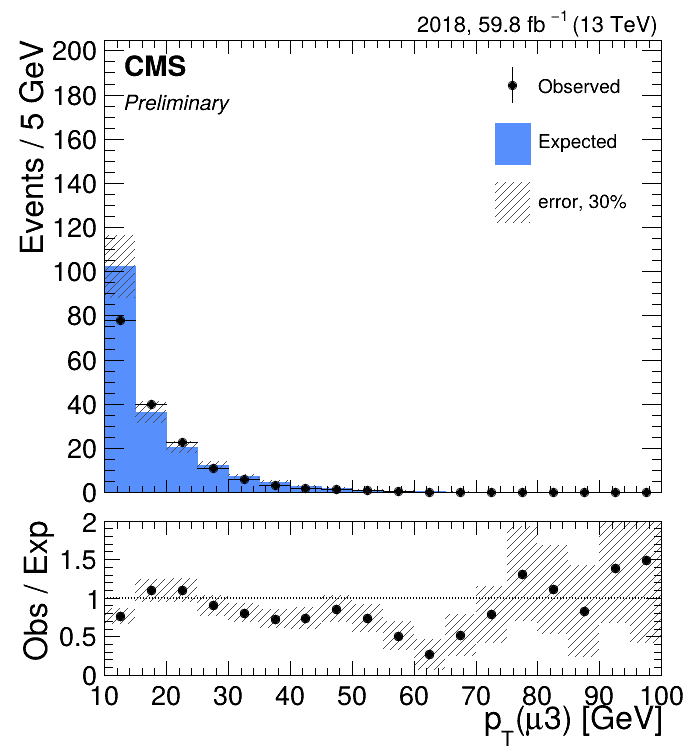 2018, 59.8 fb⁻¹ (13 TeV)
CMS
Preliminary
Observed
Expected
error, 30%
Events / 5 GeV
200
180
160
140
120
100
80
60
40
20
0
Obs / Exp
2
1.5
1
0.5
0
10 20 30 40 50 60 70 80 90 100
p_T(μ3) [GeV]